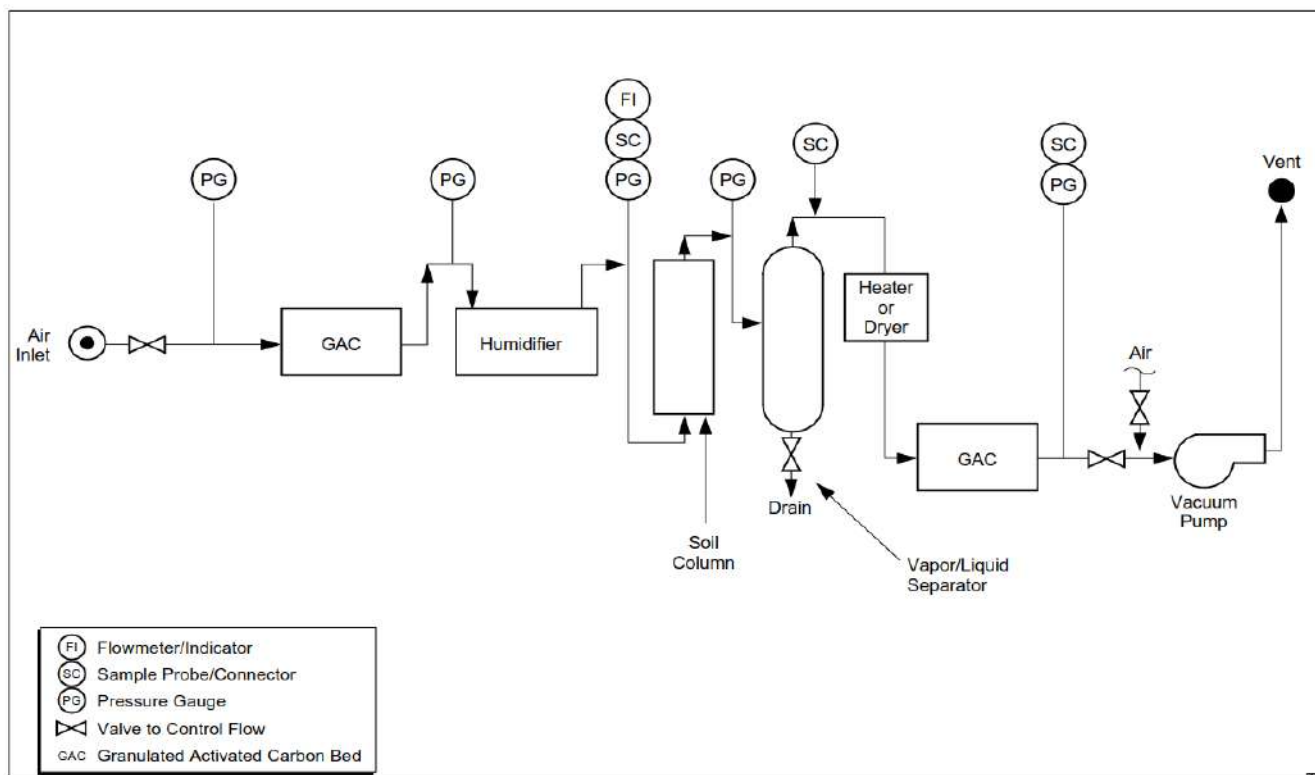 FI
SC
PG
PG
PG
PG
SC
SC
PG
Vent
Air
Inlet
GAC
Humidifier
Heater
or
Dryer
Air
GAC
Vacuum
Pump
Drain
Soil
Column
Vapor/Liquid
Separator
FI Flowmeter/Indicator
SC Sample Probe/Connector
PG Pressure Gauge
Valve to Control Flow
GAC Granulated Activated Carbon Bed